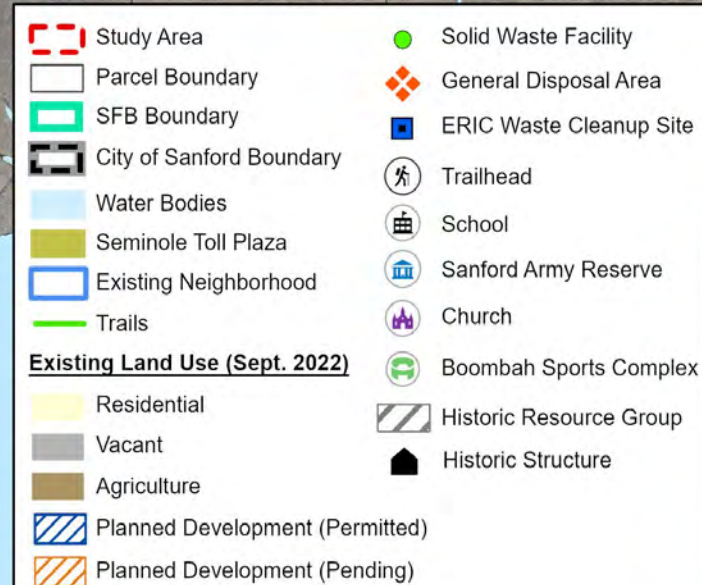 Study Area
Parcel Boundary
SFB Boundary
City of Sanford Boundary
Water Bodies
Seminole Toll Plaza
Existing Neighborhood
Trails
Existing Land Use (Sept. 2022)
Residential
Vacant
Agriculture
Planned Development (Permitted)
Planned Development (Pending)
Solid Waste Facility
General Disposal Area
ERIC Waste Cleanup Site
Trailhead
School
Sanford Army Reserve
Church
Boombah Sports Complex
Historic Resource Group
Historic Structure